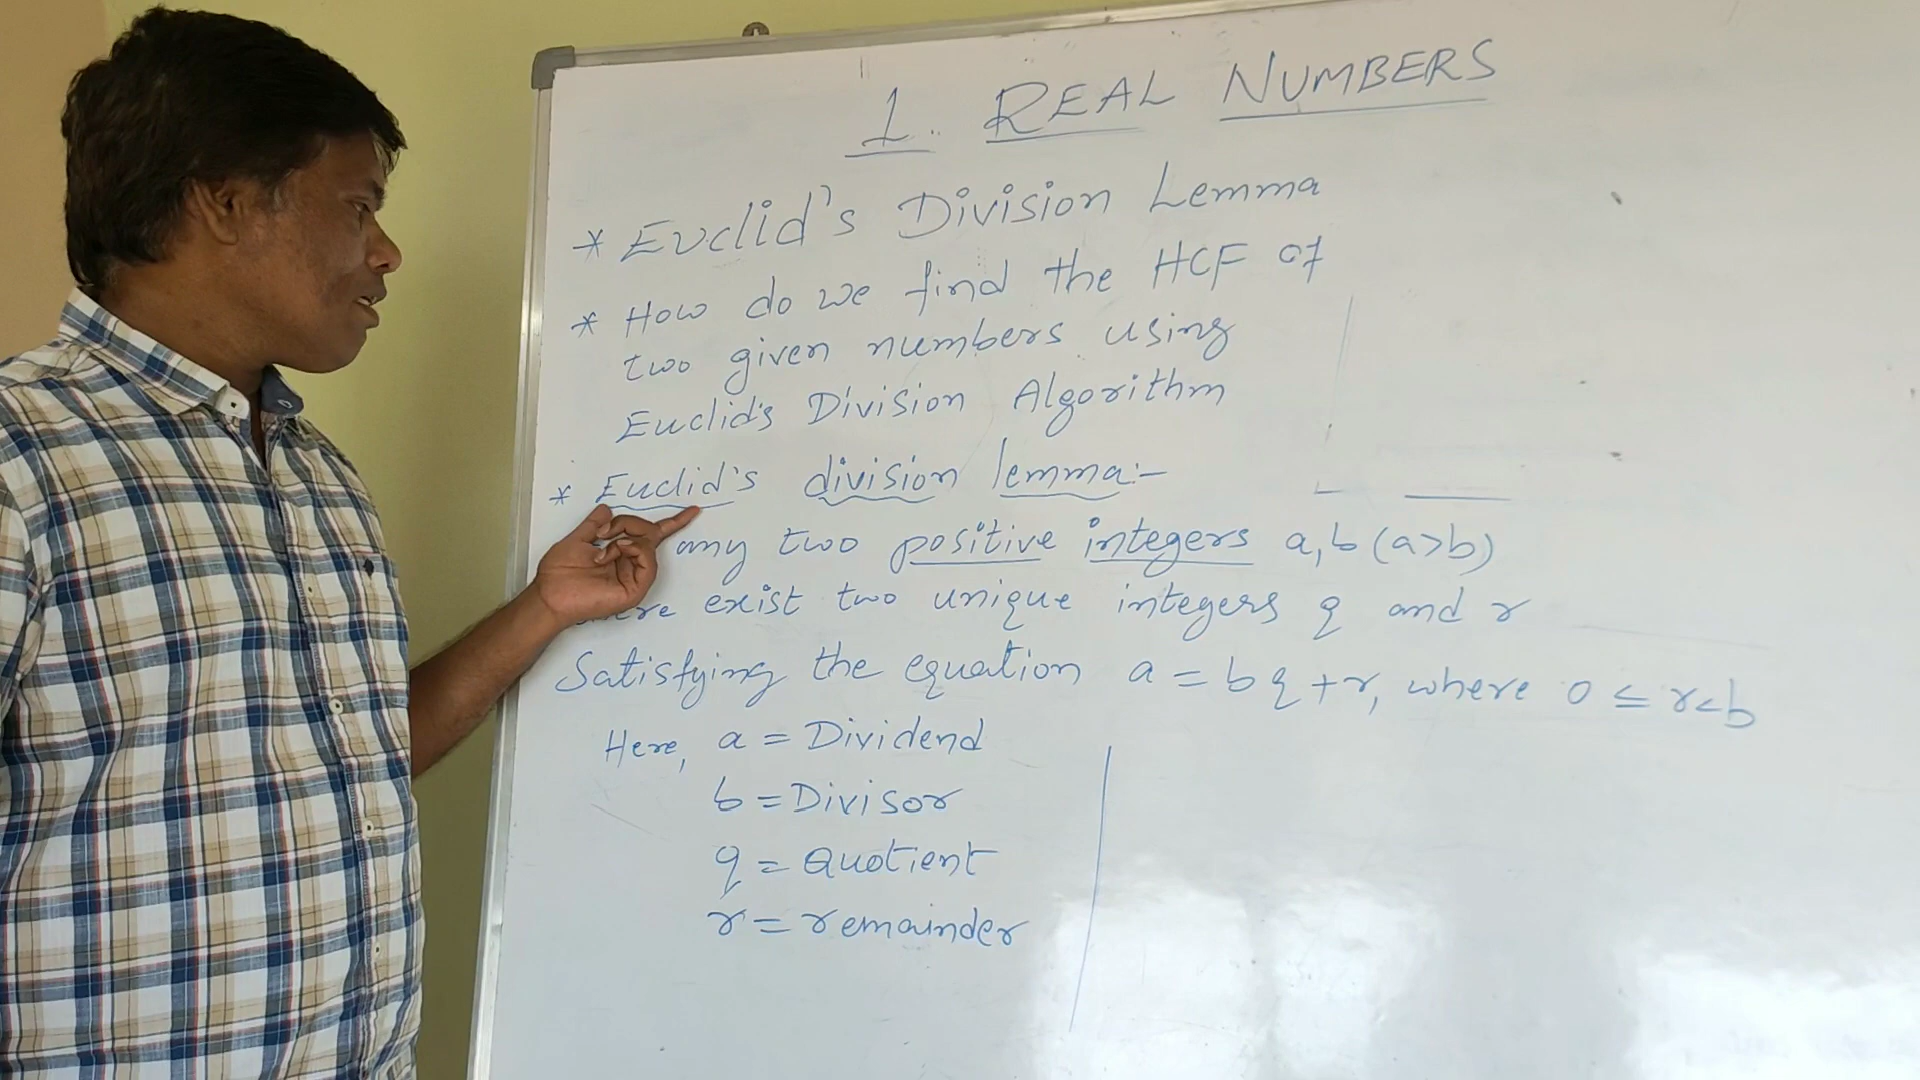 1. REAL NUMBERS
* Euclid's Division Lemma
* How do we find the HCF of
two given numbers using
Euclid's Division Algorithm
* Euclid's division lemma:-
any two positive integers a, b (a>b)
exist two unique integers q and r
Satisfying the equation a = bq + r, where 0 ≤ r < b
Here, a = Dividend
b = Divisor
q = Quotient
r = remainder